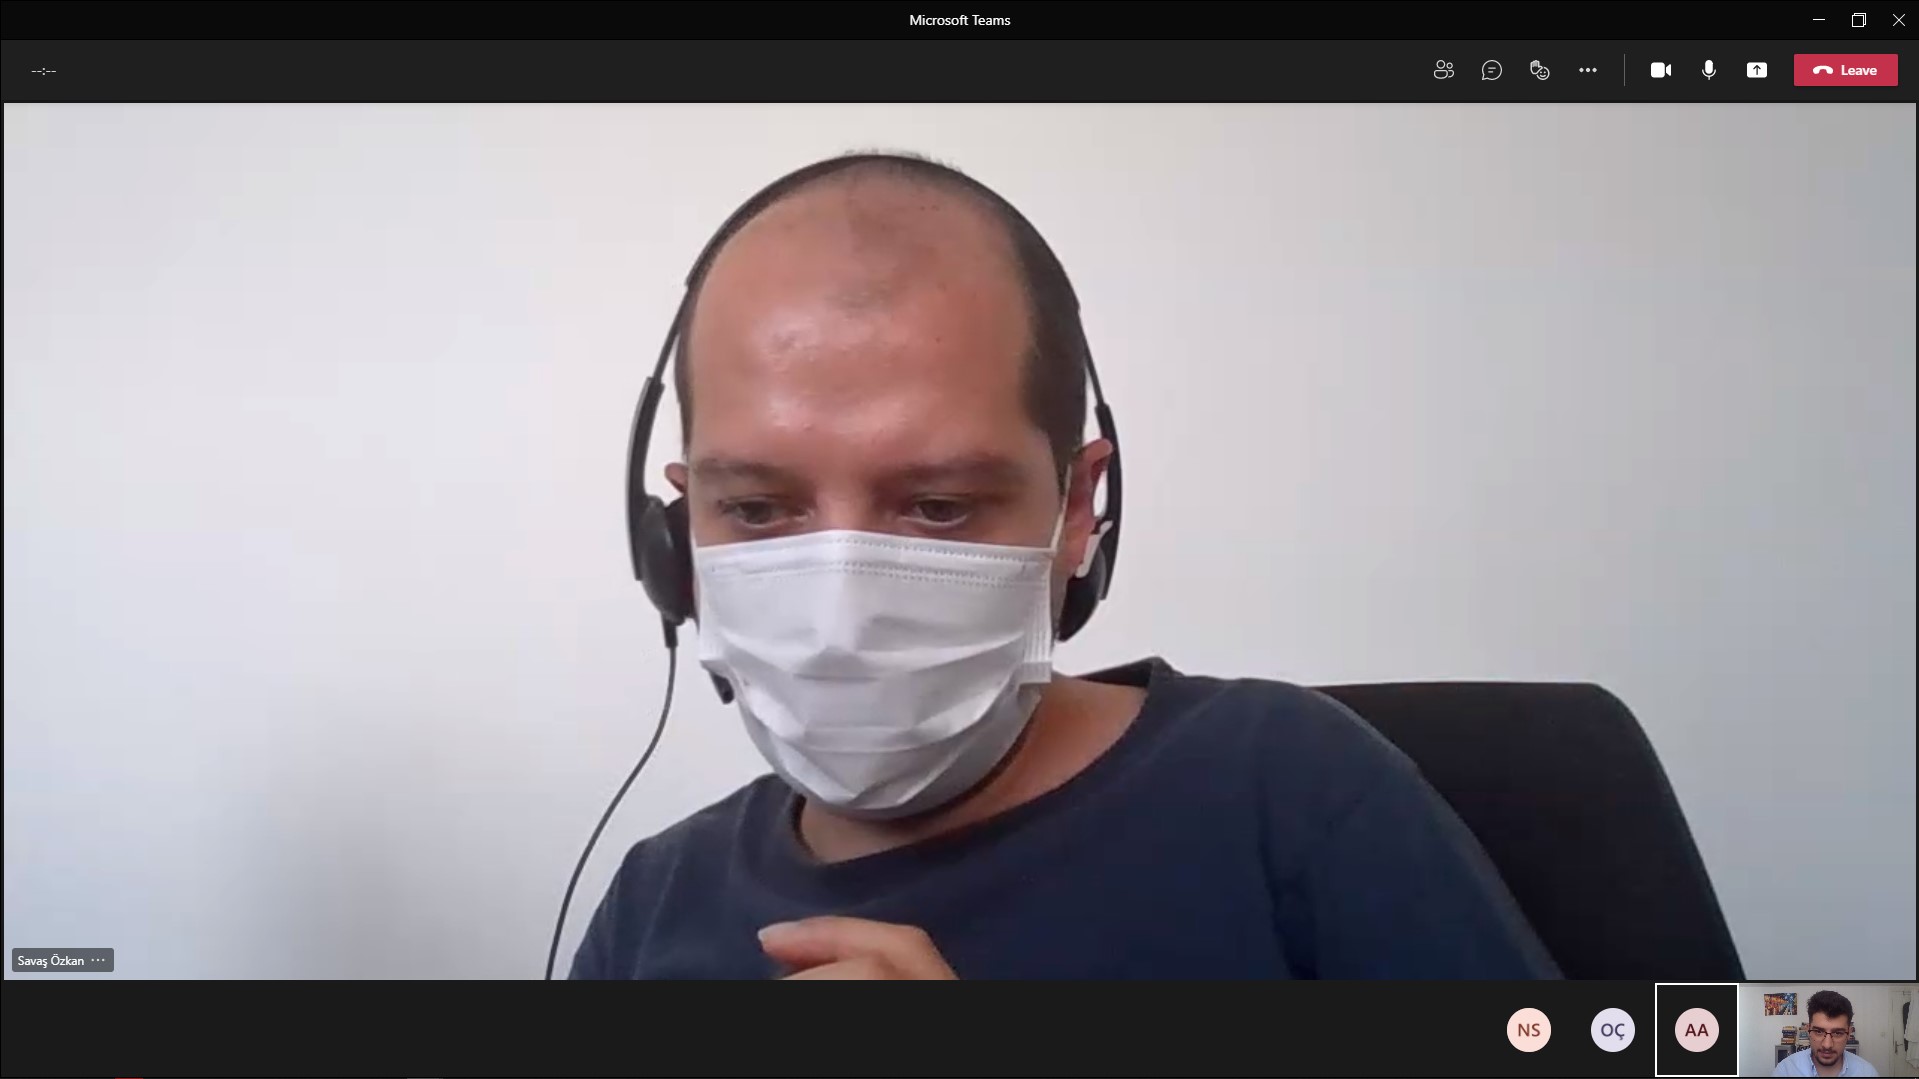 Microsoft Teams
--:--
Leave
Savaş Özkan ...
NS
OÇ
AA